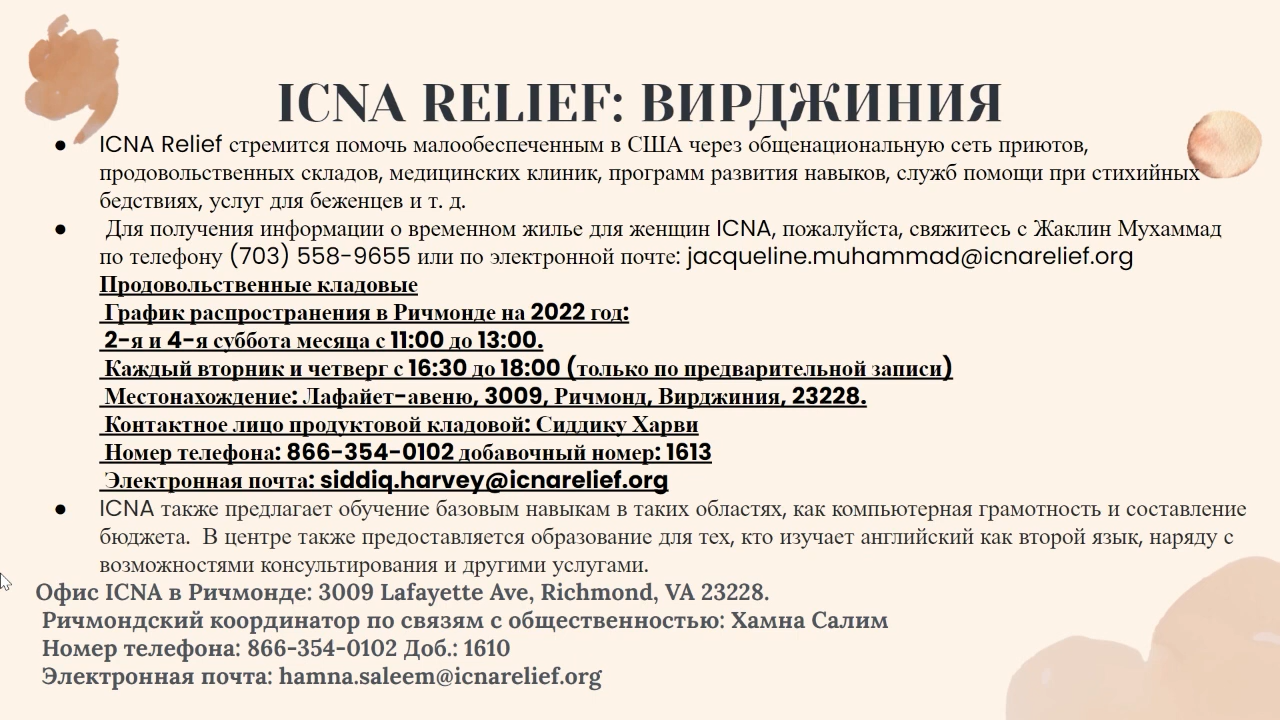 ICNA RELIEF: ВИРДЖИНИЯ
● ICNA Relief стремится помочь малообеспеченным в США через общенациональную сеть приютов,
продовольственных складов, медицинских клиник, программ развития навыков, служб помощи при стихийных
бедствиях, услуг для беженцев и т. д.
● Для получения информации о временном жилье для женщин ICNA, пожалуйста, свяжитесь с Жаклин Мухаммад
по телефону (703) 558-9655 или по электронной почте: jacqueline.muhammad@icnarelief.org
Продовольственные кладовые
График распространения в Ричмонде на 2022 год:
2-я и 4-я суббота месяца с 11:00 до 13:00.
Каждый вторник и четверг с 16:30 до 18:00 (только по предварительной записи)
Местонахождение: Лафайет-авеню, 3009, Ричмонд, Вирджиния, 23228.
Контактное лицо продуктовой кладовой: Сиддику Харви
Номер телефона: 866-354-0102 добавочный номер: 1613
Электронная почта: siddiq.harvey@icnarelief.org
● ICNA также предлагает обучение базовым навыкам в таких областях, как компьютерная грамотность и составление
бюджета. В центре также предоставляется образование для тех, кто изучает английский как второй язык, наряду с
возможностями консультирования и другими услугами.
Офис ICNA в Ричмонде: 3009 Lafayette Ave, Richmond, VA 23228.
Ричмондский координатор по связям с общественностью: Хамна Салим
Номер телефона: 866-354-0102 Доб.: 1610
Электронная почта: hamna.saleem@icnarelief.org